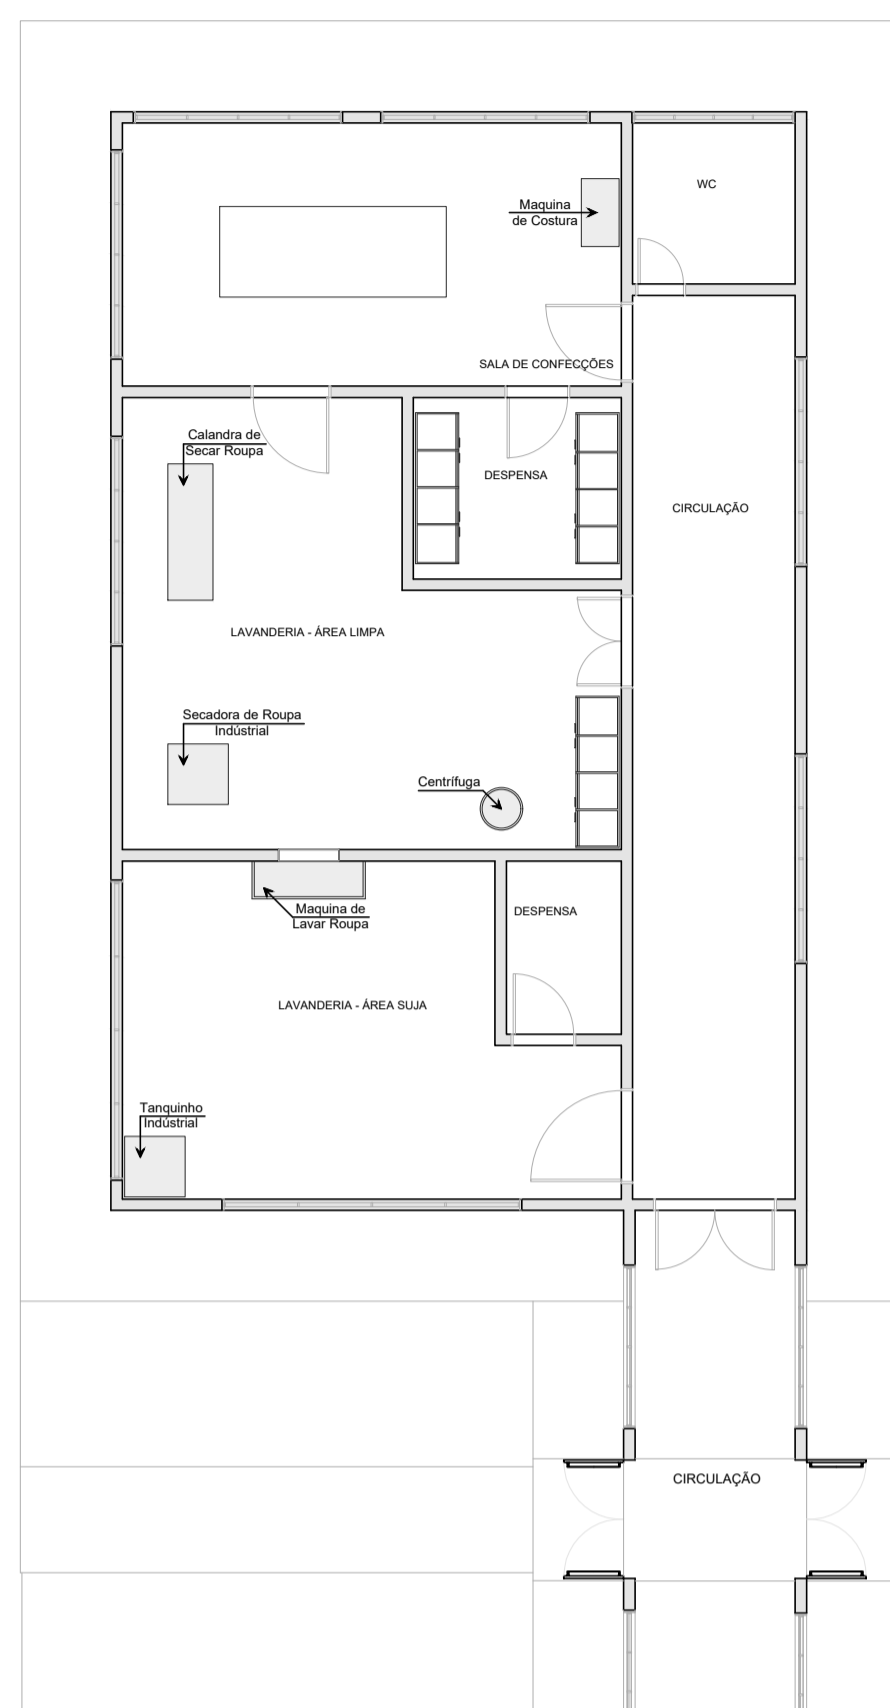 WC
Maquina
de Costura
SALA DE CONFECÇÕES
Calandra de
Secar Roupa
DESPENSA
CIRCULAÇÃO
LAVANDERIA - ÁREA LIMPA
Secadora de Roupa
Indústrial
Centrífuga
Maquina de
Lavar Roupa
DESPENSA
LAVANDERIA - ÁREA SUJA
Tanquinho
Indústrial
CIRCULAÇÃO